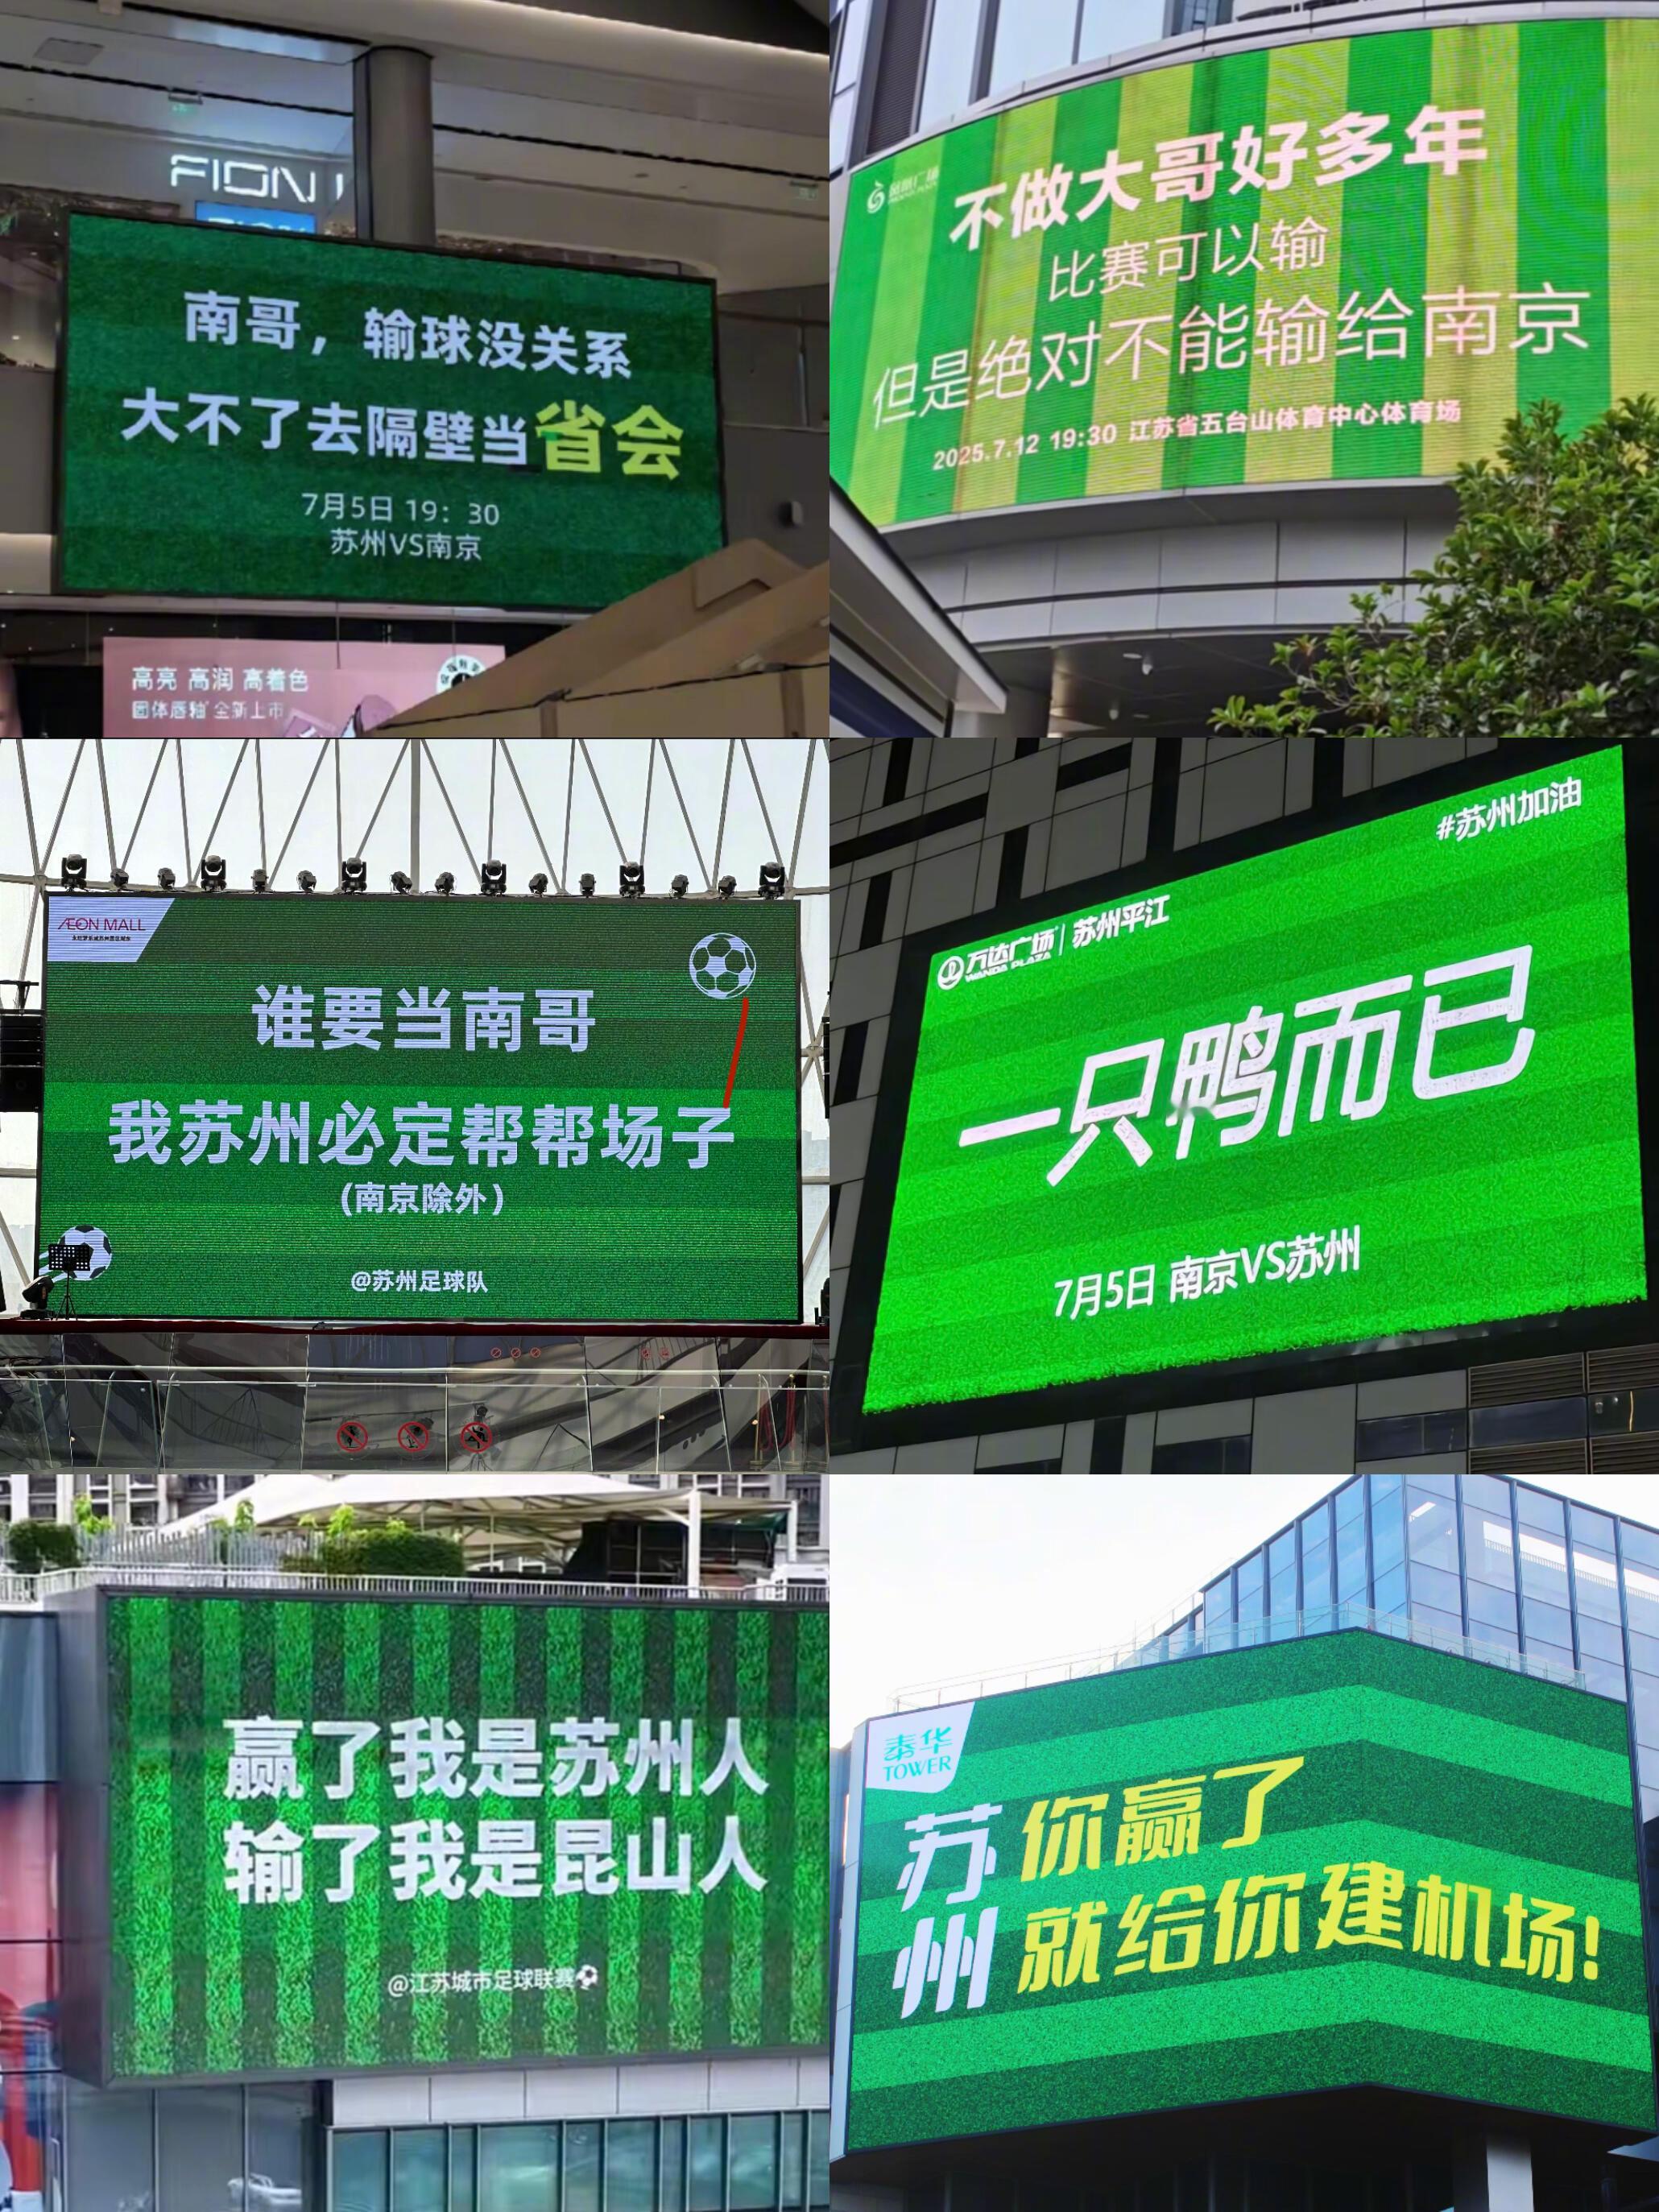 FION
南哥，输球没关系
大不了去隔壁当省会
7月5日 19：30
苏州VS南京
高亮 高润 高着色
固体唇釉 全新上市
不做大哥好多年
比赛可以输
但是绝对不能输给南京
2025.7.12 19:30 江苏省五台山体育中心体育场
ÆON MALL
谁要当南哥
我苏州必定帮帮场子
(南京除外)
@苏州足球队
#苏州加油
万达广场 | 苏州平江
WANDA PLAZA
一只鸭而已
7月5日 南京VS苏州
赢了我是苏州人
输了我是昆山人
@江苏城市足球联赛
泰华
TOWER
苏州 你赢了
就给你建机场!